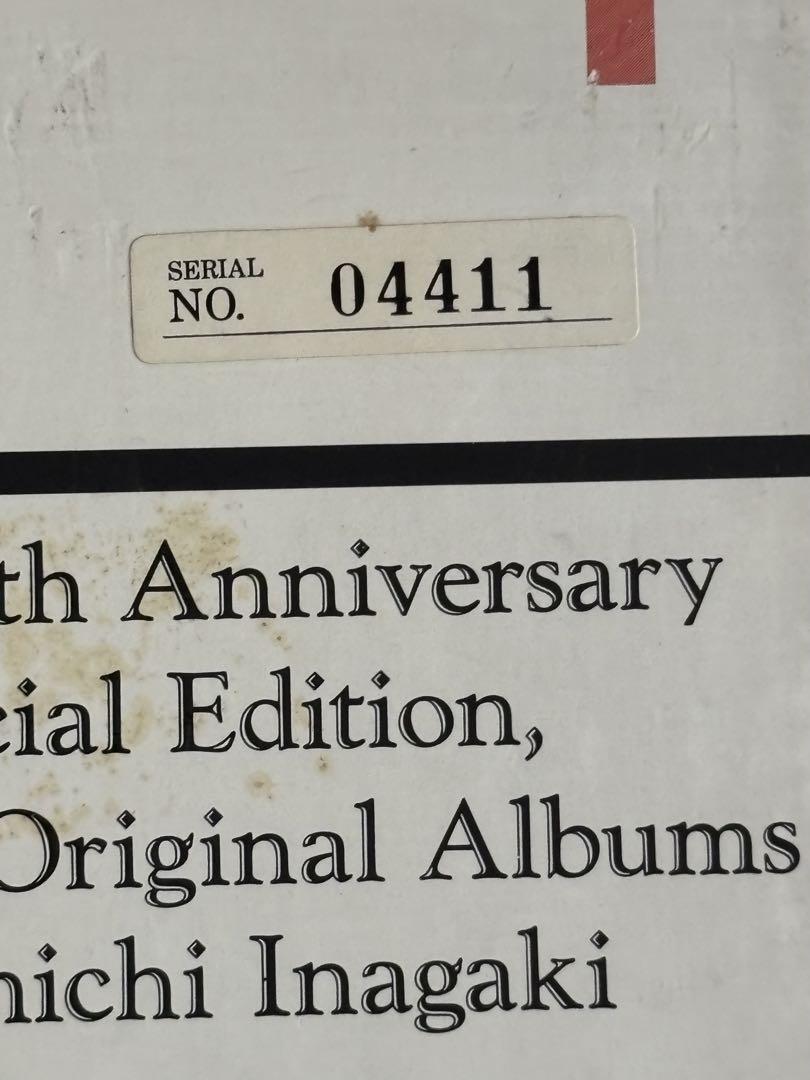 SERIAL
NO. 04411
th Anniversary
cial Edition,
Original Albums
nichi Inagaki